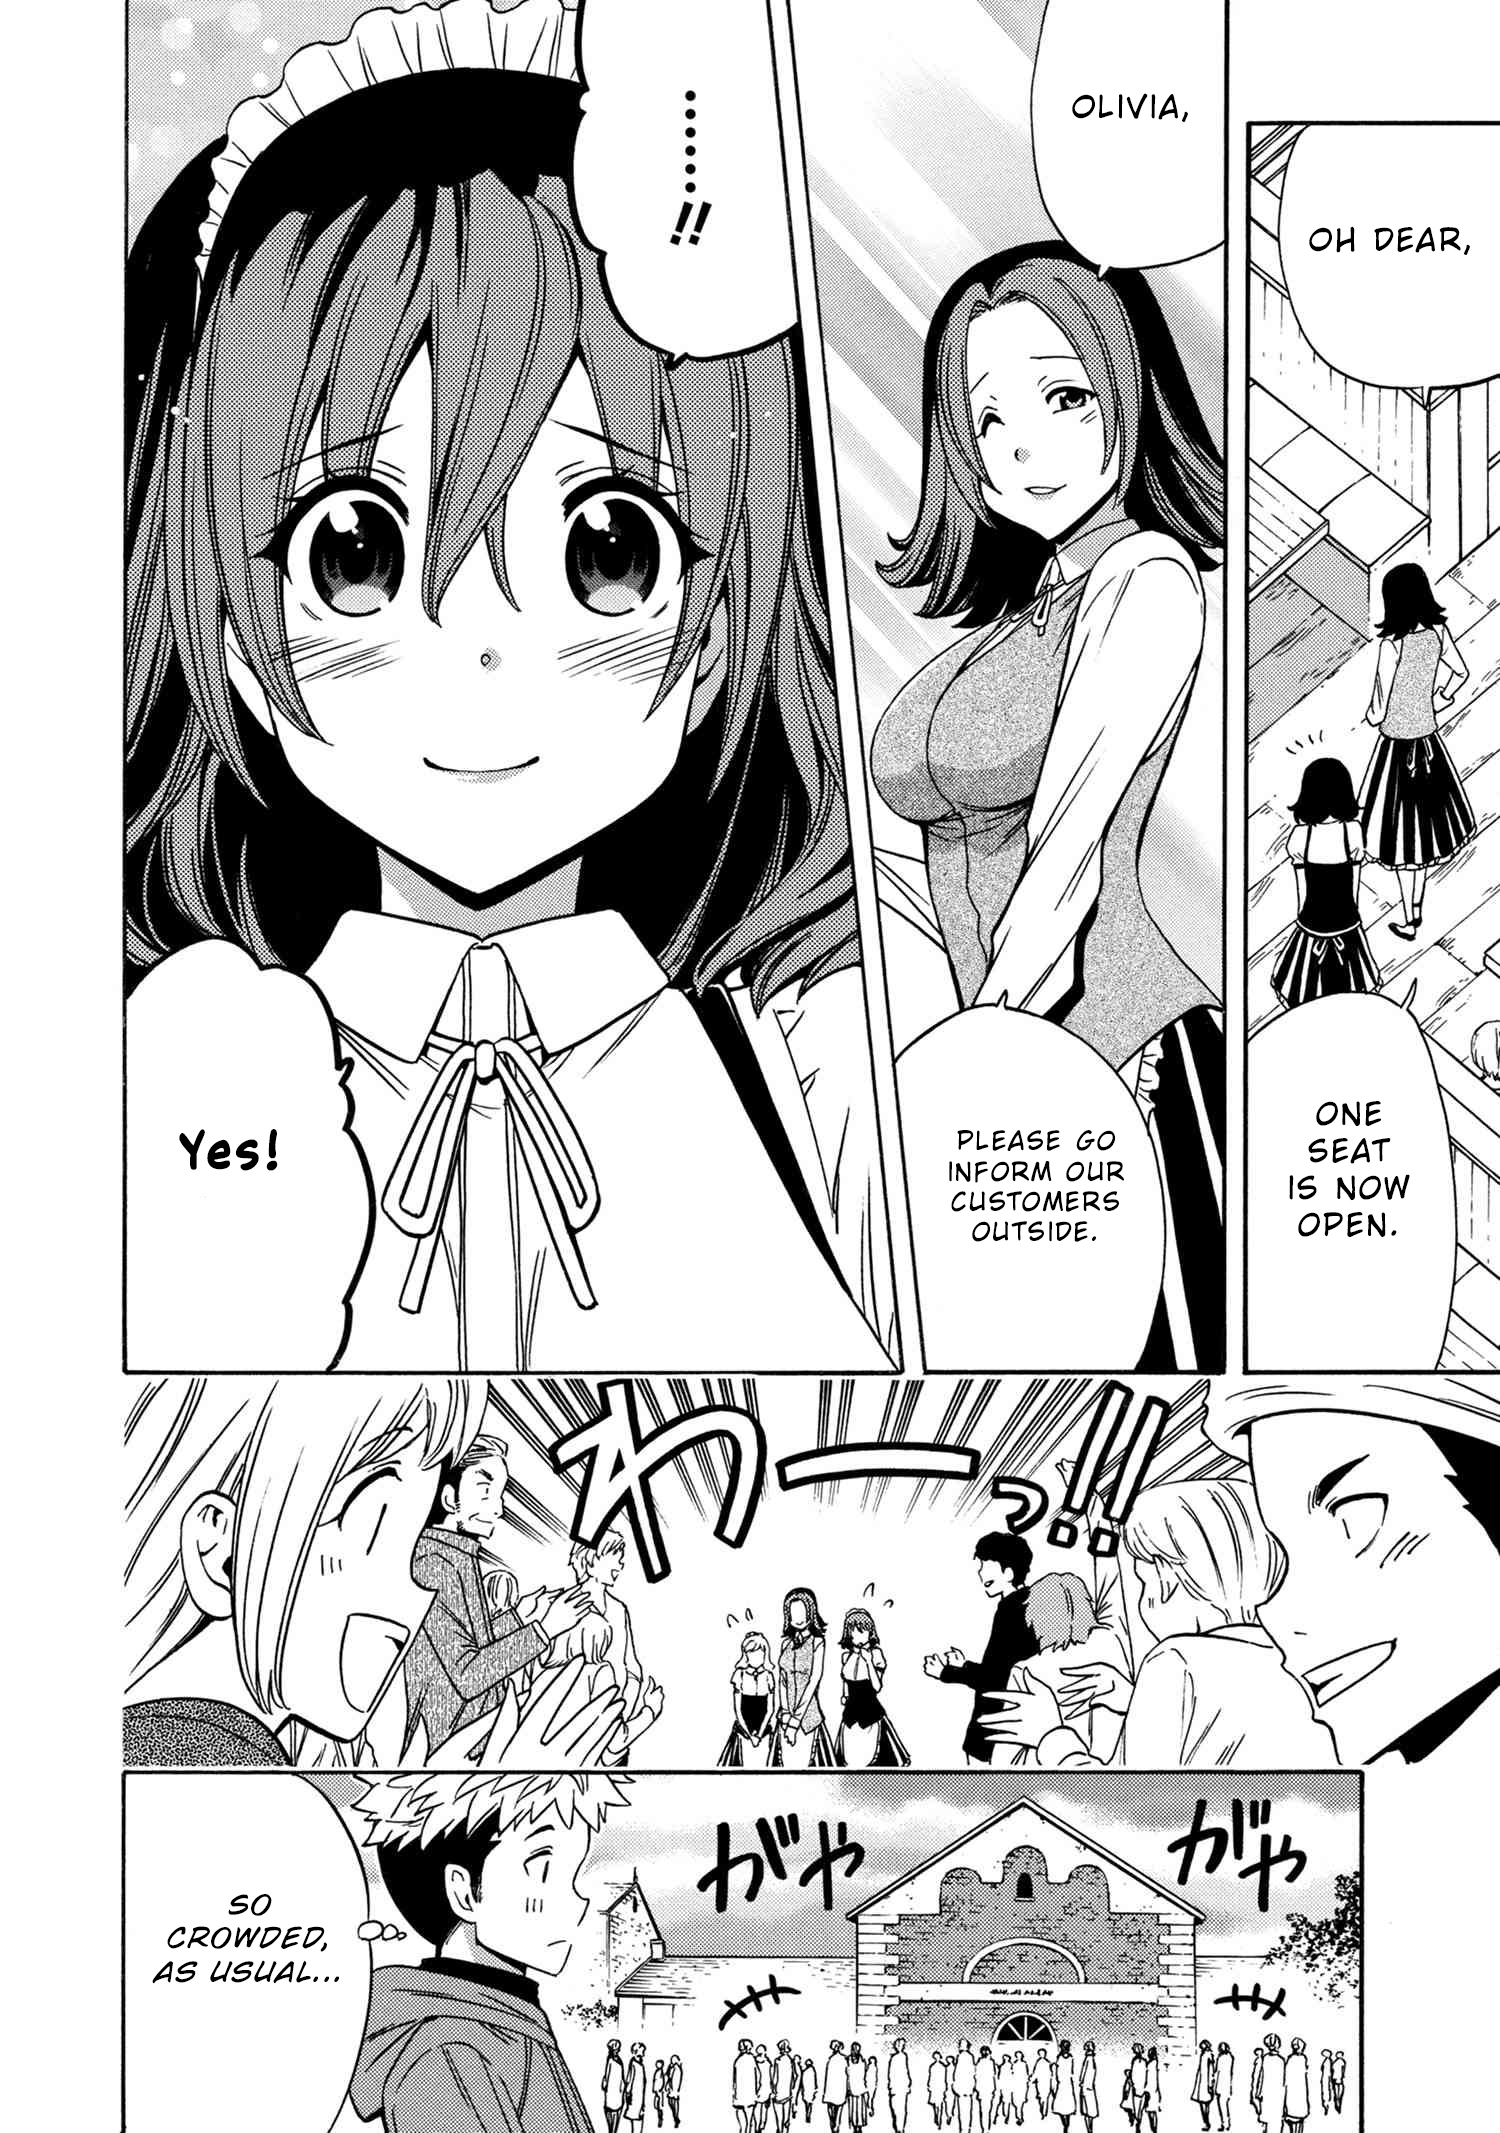 OH DEAR,
ONE
SEAT
IS NOW
OPEN.
OLIVIA,
PLEASE GO
INFORM OUR
CUSTOMERS
OUTSIDE.
………!!
Yes!
わーっ!!
ガヤ
ガヤ
SO
CROWDED,
AS USUAL...